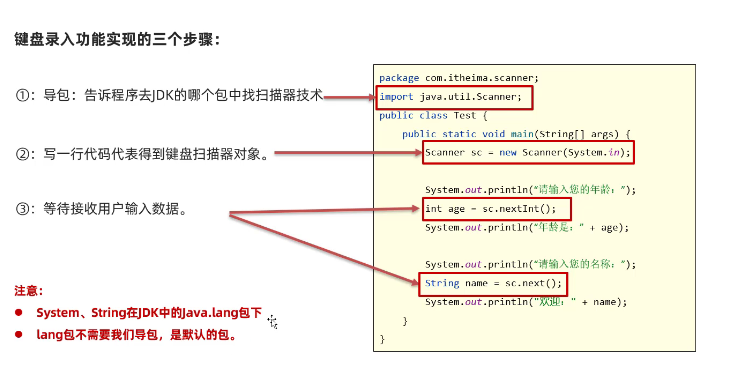 键盘录入功能实现的三个步骤：
①：导包：告诉程序去JDK的哪个包中找扫描器技术
②：写一行代码代表得到键盘扫描器对象。
③：等待接收用户输入数据。
注意：
● System、String在JDK中的Java.lang包下
● lang包不需要我们导包，是默认的包。
package com.itheima.scanner;
import java.util.Scanner;
public class Test {
public static void main(String[] args) {
Scanner sc = new Scanner(System.in);
System.out.println("请输入您的年龄：");
int age = sc.nextInt();
System.out.println("年龄是：" + age);
System.out.println("请输入您的名称：");
String name = sc.next();
System.out.println("欢迎：" + name);
}
}